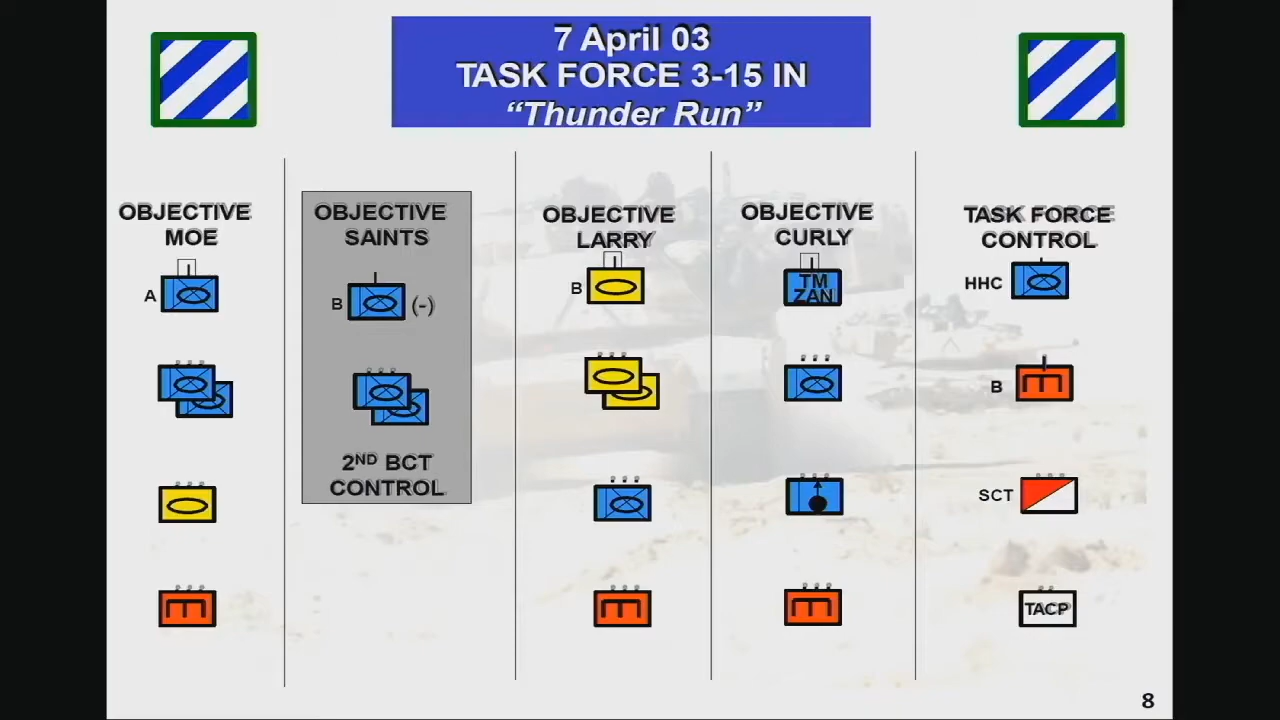 7 April 03
TASK FORCE 3-15 IN
“Thunder Run”
OBJECTIVE
MOE
A
OBJECTIVE
SAINTS
B
(-)
2ND BCT
CONTROL
OBJECTIVE
LARRY
B
OBJECTIVE
CURLY
TM
ZAN
TASK FORCE
CONTROL
HHC
B
SCT
TACP
8